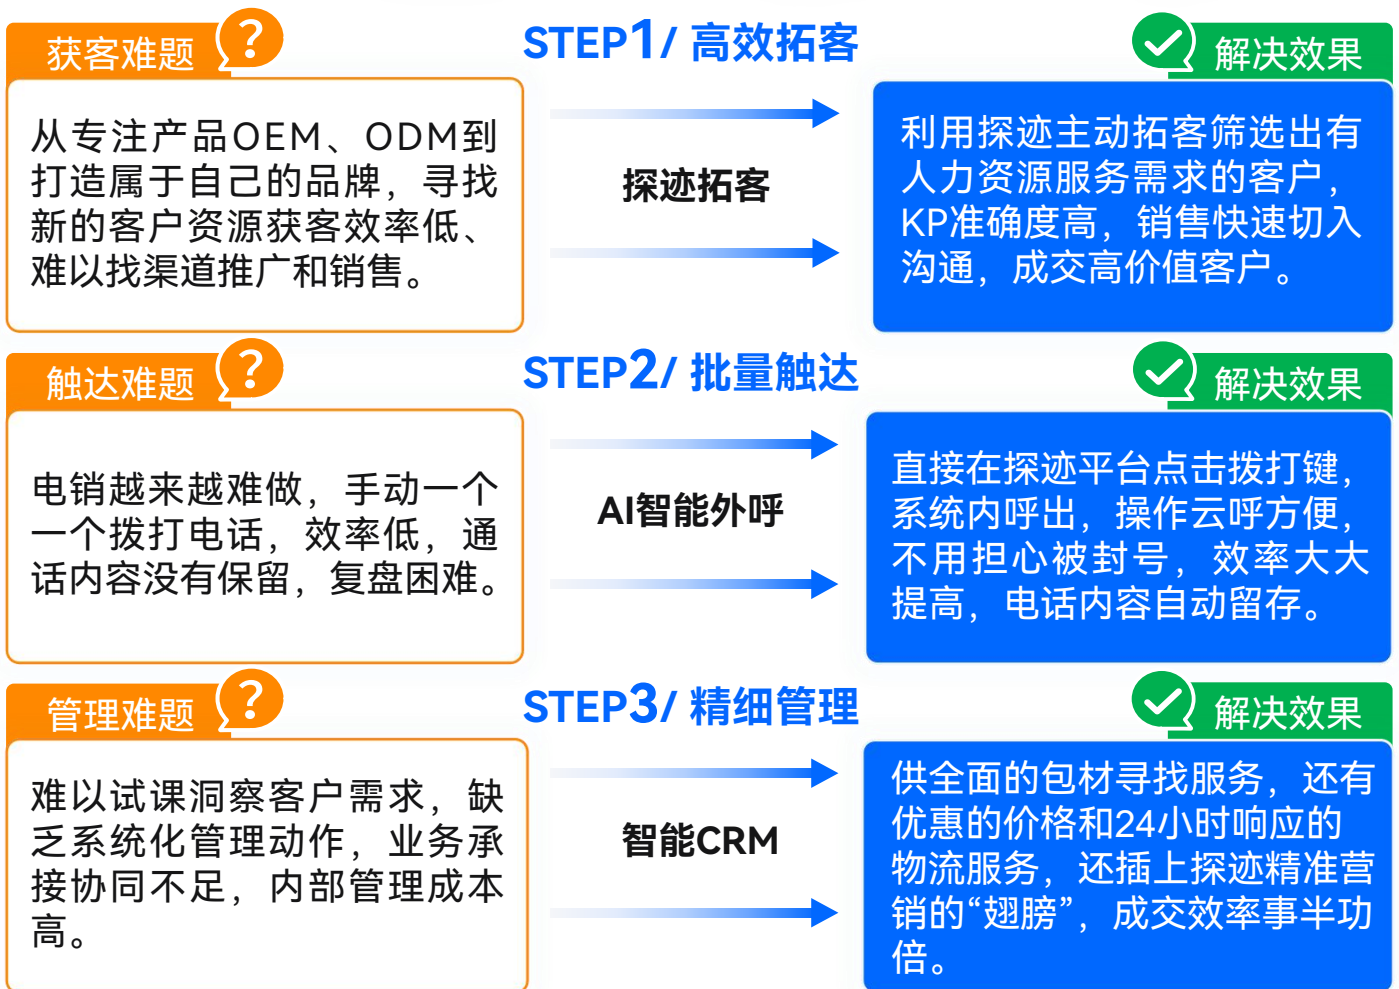 获客难题
?
STEP1/ 高效拓客
解决效果
从专注产品OEM、ODM到
打造属于自己的品牌，寻找
新的客户资源获客效率低、
难以找渠道推广和销售。
探迹拓客
利用探迹主动拓客筛选出有
人力资源服务需求的客户，
KP准确度高，销售快速切入
沟通，成交高价值客户。
触达难题
?
STEP2/ 批量触达
解决效果
电销越来越难做，手动一个
一个拨打电话，效率低，通
话内容没有保留，复盘困难。
AI智能外呼
直接在探迹平台点击拨打键，
系统内呼出，操作云呼方便，
不用担心被封号，效率大大
提高，电话内容自动留存。
管理难题
?
STEP3/ 精细管理
解决效果
难以试课洞察客户需求，缺
乏系统化管理动作，业务承
接协同不足，内部管理成本
高。
智能CRM
供全面的包材寻找服务，还有
优惠的价格和24小时响应的
物流服务，还插上探迹精准营
销的“翅膀”，成交效率事半功
倍。